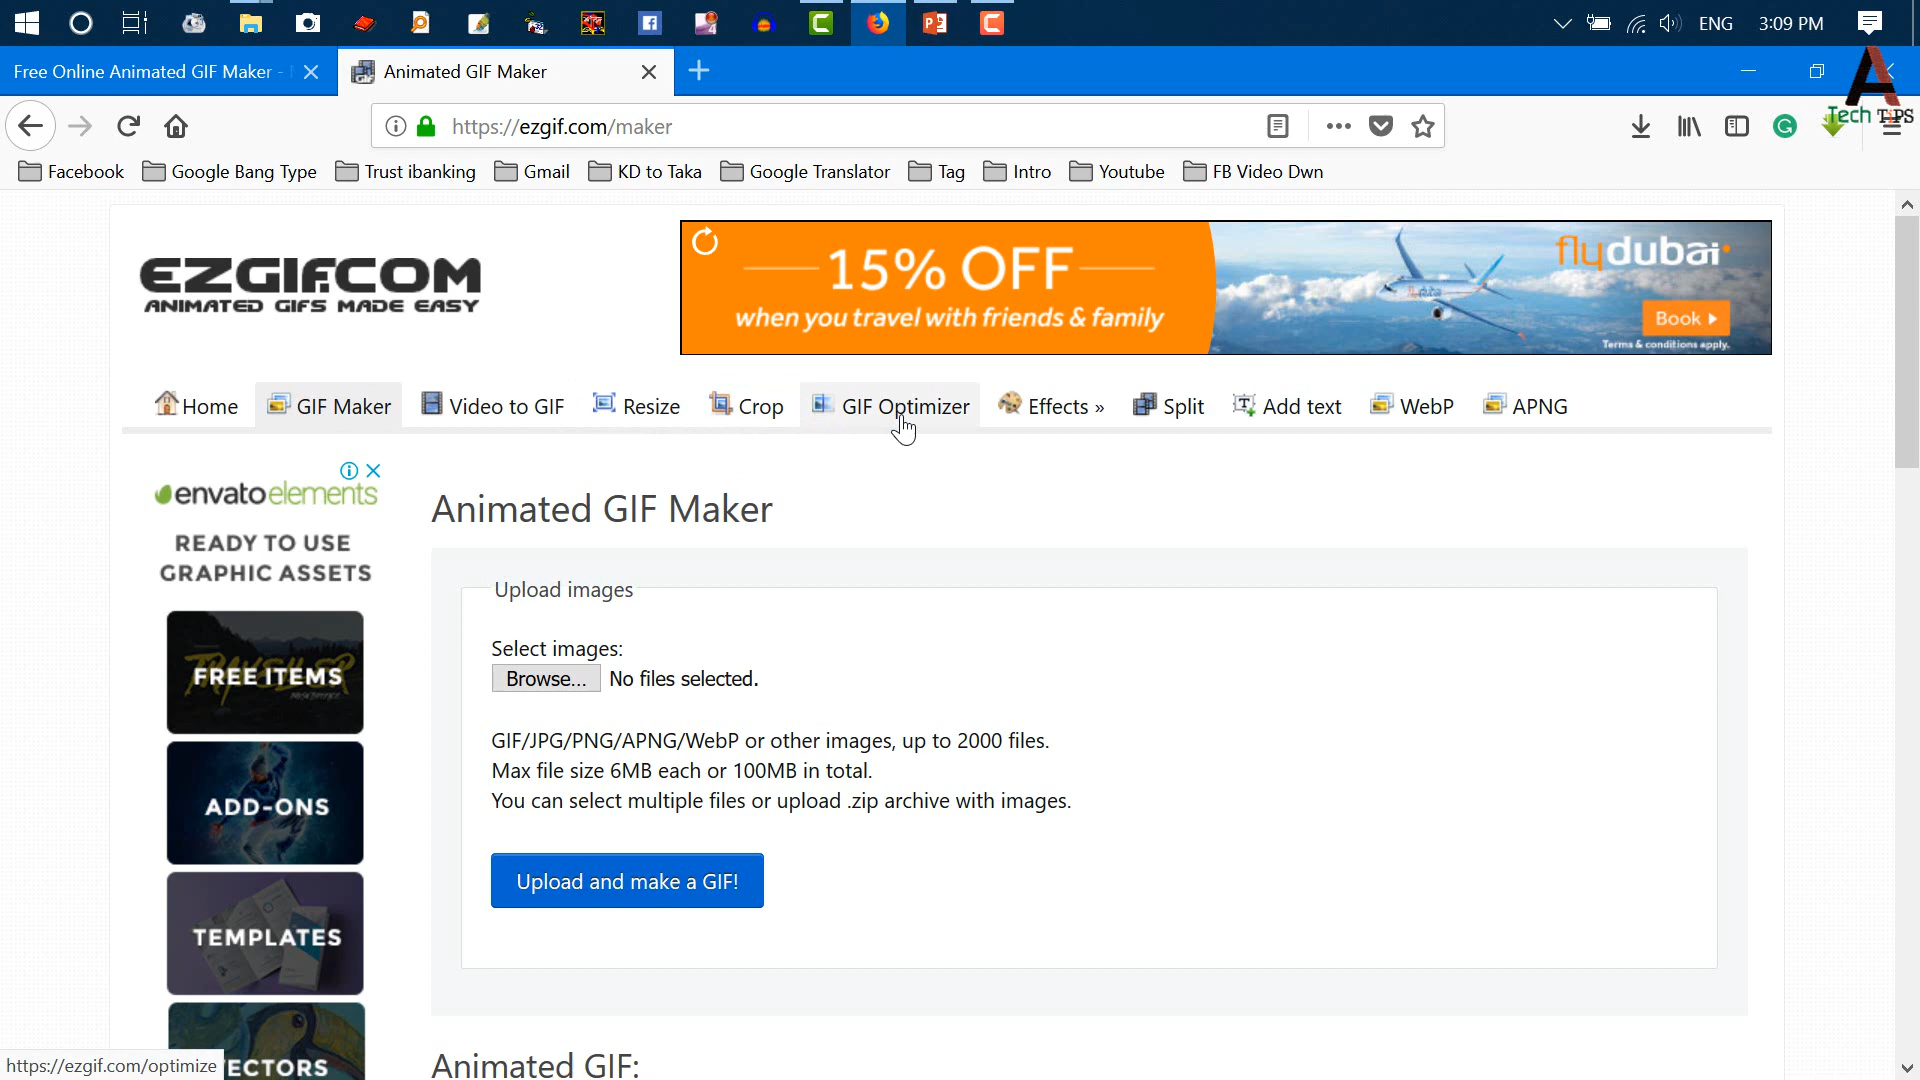 ENG
3:09 PM
Free Online Animated GIF Maker -
Animated GIF Maker
A
Tech TiPS
https://ezgif.com/maker
Facebook
Google Bang Type
Trust ibanking
Gmail
KD to Taka
Google Translator
Tag
Intro
Youtube
FB Video Dwn
EZGIF.COM
ANIMATED GIFS MADE EASY
15% OFF
when you travel with friends & family
flydubai
Book
Terms & conditions apply.
Home
GIF Maker
Video to GIF
Resize
Crop
GIF Optimizer
Effects »
Split
Add text
WebP
APNG
envatoelements
READY TO USE
GRAPHIC ASSETS
FREE ITEMS
ADD-ONS
TEMPLATES
VECTORS
Animated GIF Maker
Upload images
Select images:
Browse... No files selected.
GIF/JPG/PNG/APNG/WebP or other images, up to 2000 files.
Max file size 6MB each or 100MB in total.
You can select multiple files or upload .zip archive with images.
Upload and make a GIF!
Animated GIF:
https://ezgif.com/optimize